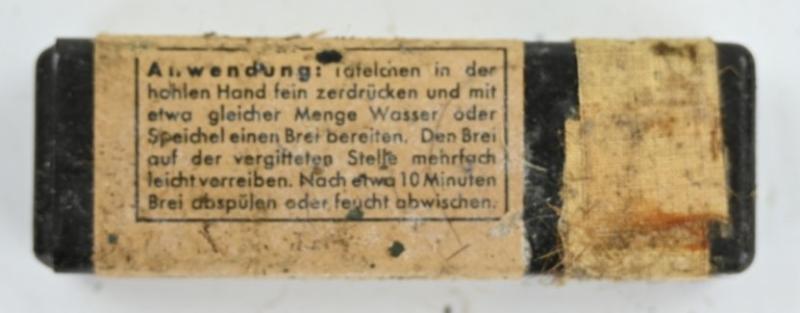 Anwendung: Täfelchen in der
hohlen Hand fein zerdrücken und mit
etwa gleicher Menge Wasser oder
Speichel einen Brei bereiten. Den Brei
auf der vergifteten Stelle mehrfach
leicht verreiben. Nach etwa 10 Minuten
Brei abspülen oder feucht abwischen.